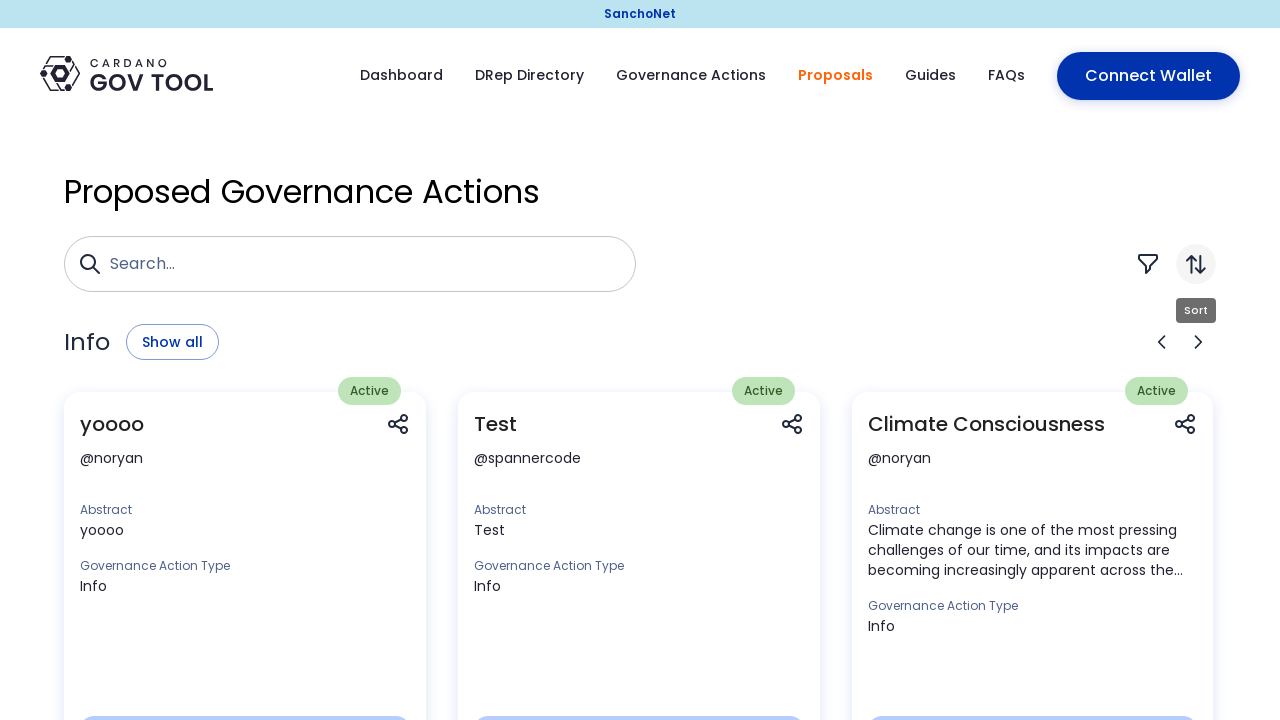 SanchoNet
CARDANO
GOV TOOL
Dashboard
DRep Directory
Governance Actions
Proposals
Guides
FAQs
Connect Wallet
Proposed Governance Actions
Search...
Sort
Info
Show all
Active
yoooo
@noryan
Abstract
yoooo
Governance Action Type
Info
Active
Test
@spannercode
Abstract
Test
Governance Action Type
Info
Active
Climate Consciousness
@noryan
Abstract
Climate change is one of the most pressing
challenges of our time, and its impacts are
becoming increasingly apparent across the...
Governance Action Type
Info